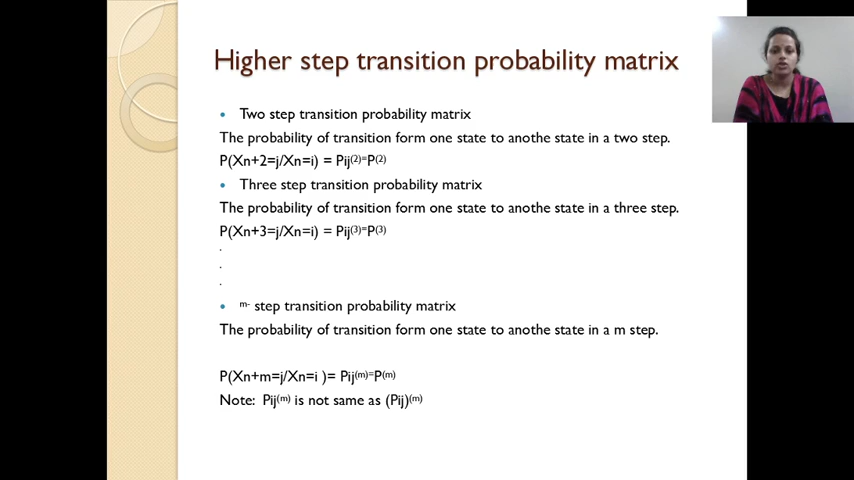 Higher step transition probability matrix
• Two step transition probability matrix
The probability of transition form one state to anothe state in a two step.
P(Xn+2=j/Xn=i) = Pij⁽²⁾⁼P⁽²⁾
• Three step transition probability matrix
The probability of transition form one state to anothe state in a three step.
P(Xn+3=j/Xn=i) = Pij⁽³⁾⁼P⁽³⁾
.
.
.
• ᵐ⁻ step transition probability matrix
The probability of transition form one state to anothe state in a m step.
P(Xn+m=j/Xn=i )= Pij⁽ᵐ⁾⁼P⁽ᵐ⁾
Note: Pij⁽ᵐ⁾ is not same as (Pij)⁽ᵐ⁾